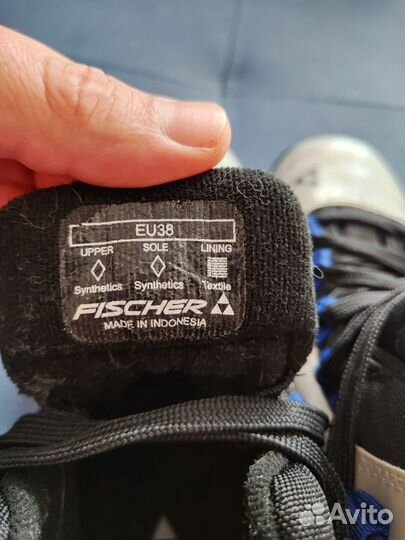 EU38
UPPER SOLE LINING
Synthetics Synthetics Textile
FISCHER
MADE IN INDONESIA
Avito